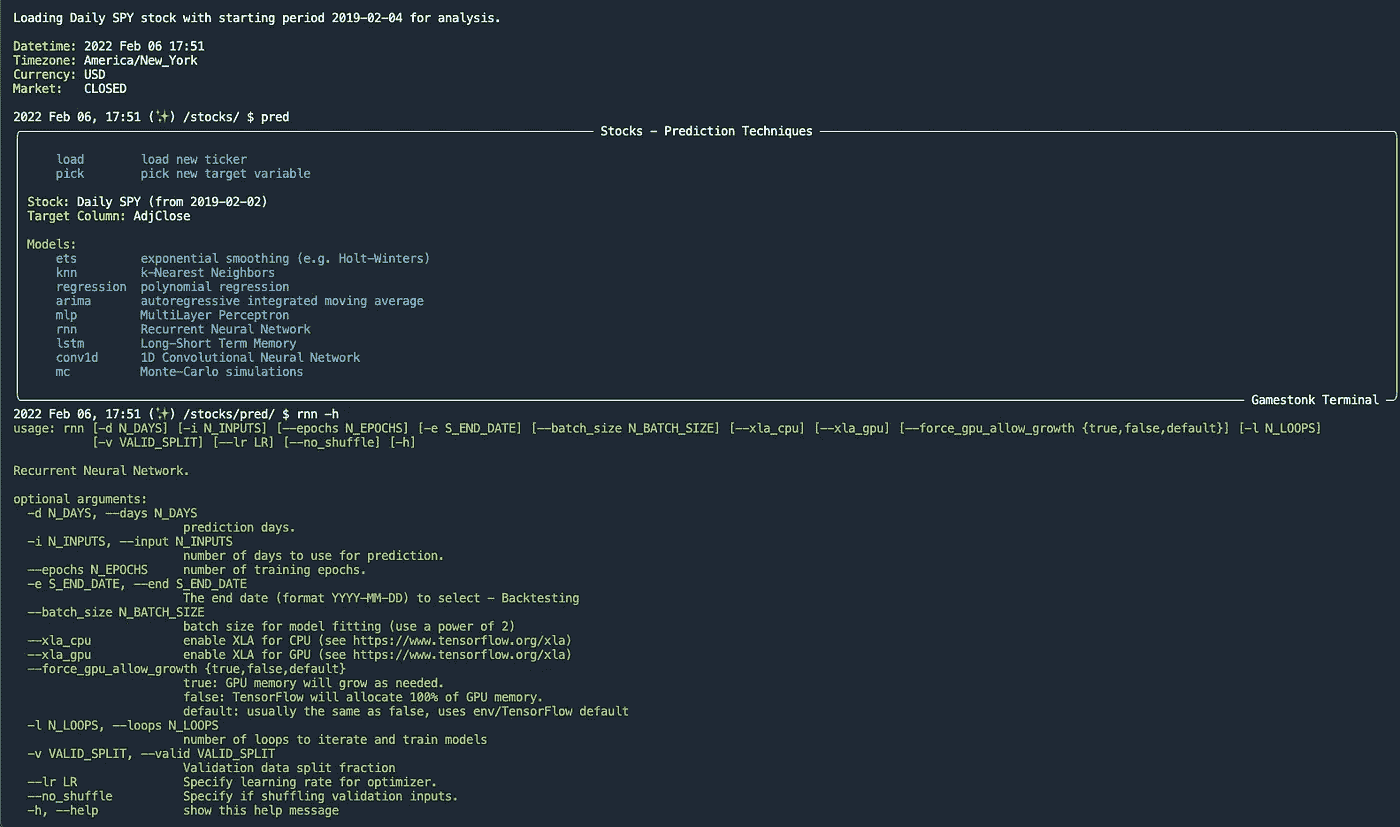 Loading Daily SPY stock with starting period 2019-02-04 for analysis.
Datetime: 2022 Feb 06 17:51
Timezone: America/New_York
Currency: USD
Market:   CLOSED
2022 Feb 06, 17:51 (✨) /stocks/ $ pred
Stocks - Prediction Techniques
load          load new ticker
pick          pick new target variable
Stock: Daily SPY (from 2019-02-02)
Target Column: AdjClose
Models:
ets         exponential smoothing (e.g. Holt-Winters)
knn         k-Nearest Neighbors
regression  polynomial regression
arima       autoregressive integrated moving average
mlp         MultiLayer Perceptron
rnn         Recurrent Neural Network
lstm        Long-Short Term Memory
conv1d      1D Convolutional Neural Network
mc          Monte-Carlo simulations
Gamestonk Terminal
2022 Feb 06, 17:51 (✨) /stocks/pred/ $ rnn -h
usage: rnn [-d N_DAYS] [-i N_INPUTS] [--epochs N_EPOCHS] [-e S_END_DATE] [--batch_size N_BATCH_SIZE] [--xla_cpu] [--xla_gpu] [--force_gpu_allow_growth {true,false,default}] [-l N_LOOPS]
[-v VALID_SPLIT] [--lr LR] [--no_shuffle] [-h]
Recurrent Neural Network.
optional arguments:
-d N_DAYS, --days N_DAYS
prediction days.
-i N_INPUTS, --input N_INPUTS
number of days to use for prediction.
--epochs N_EPOCHS     number of training epochs.
-e S_END_DATE, --end S_END_DATE
The end date (format YYYY-MM-DD) to select - Backtesting
--batch_size N_BATCH_SIZE
batch size for model fitting (use a power of 2)
--xla_cpu             enable XLA for CPU (see https://www.tensorflow.org/xla)
--xla_gpu             enable XLA for GPU (see https://www.tensorflow.org/xla)
--force_gpu_allow_growth {true,false,default}
true: GPU memory will grow as needed.
false: TensorFlow will allocate 100% of GPU memory.
default: usually the same as false, uses env/TensorFlow default
-l N_LOOPS, --loops N_LOOPS
number of loops to iterate and train models
-v VALID_SPLIT, --valid VALID_SPLIT
Validation data split fraction
--lr LR               Specify learning rate for optimizer.
--no_shuffle          Specify if shuffling validation inputs.
-h, --help            show this help message